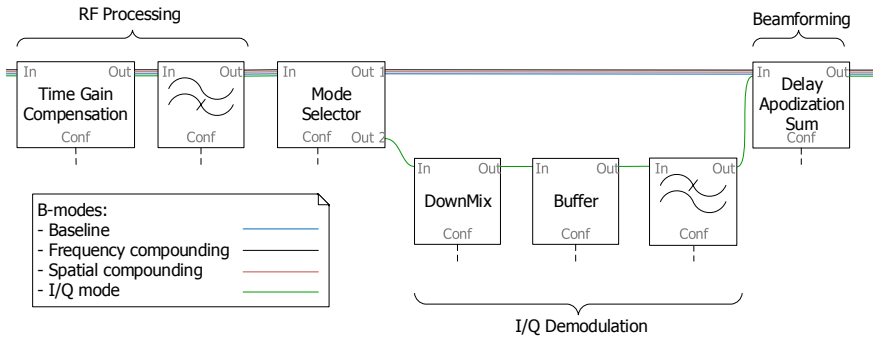 RF Processing
Beamforming
In Out
Time Gain
Compensation
Conf
In Out
Conf
In Out 1
Mode
Selector
Conf
Out 2
In Out
Delay
Apodization
Sum
Conf
In Out
DownMix
Conf
In Out
Buffer
Conf
In Out
Conf
B-modes:
- Baseline
- Frequency compounding
- Spatial compounding
- I/Q mode
I/Q Demodulation